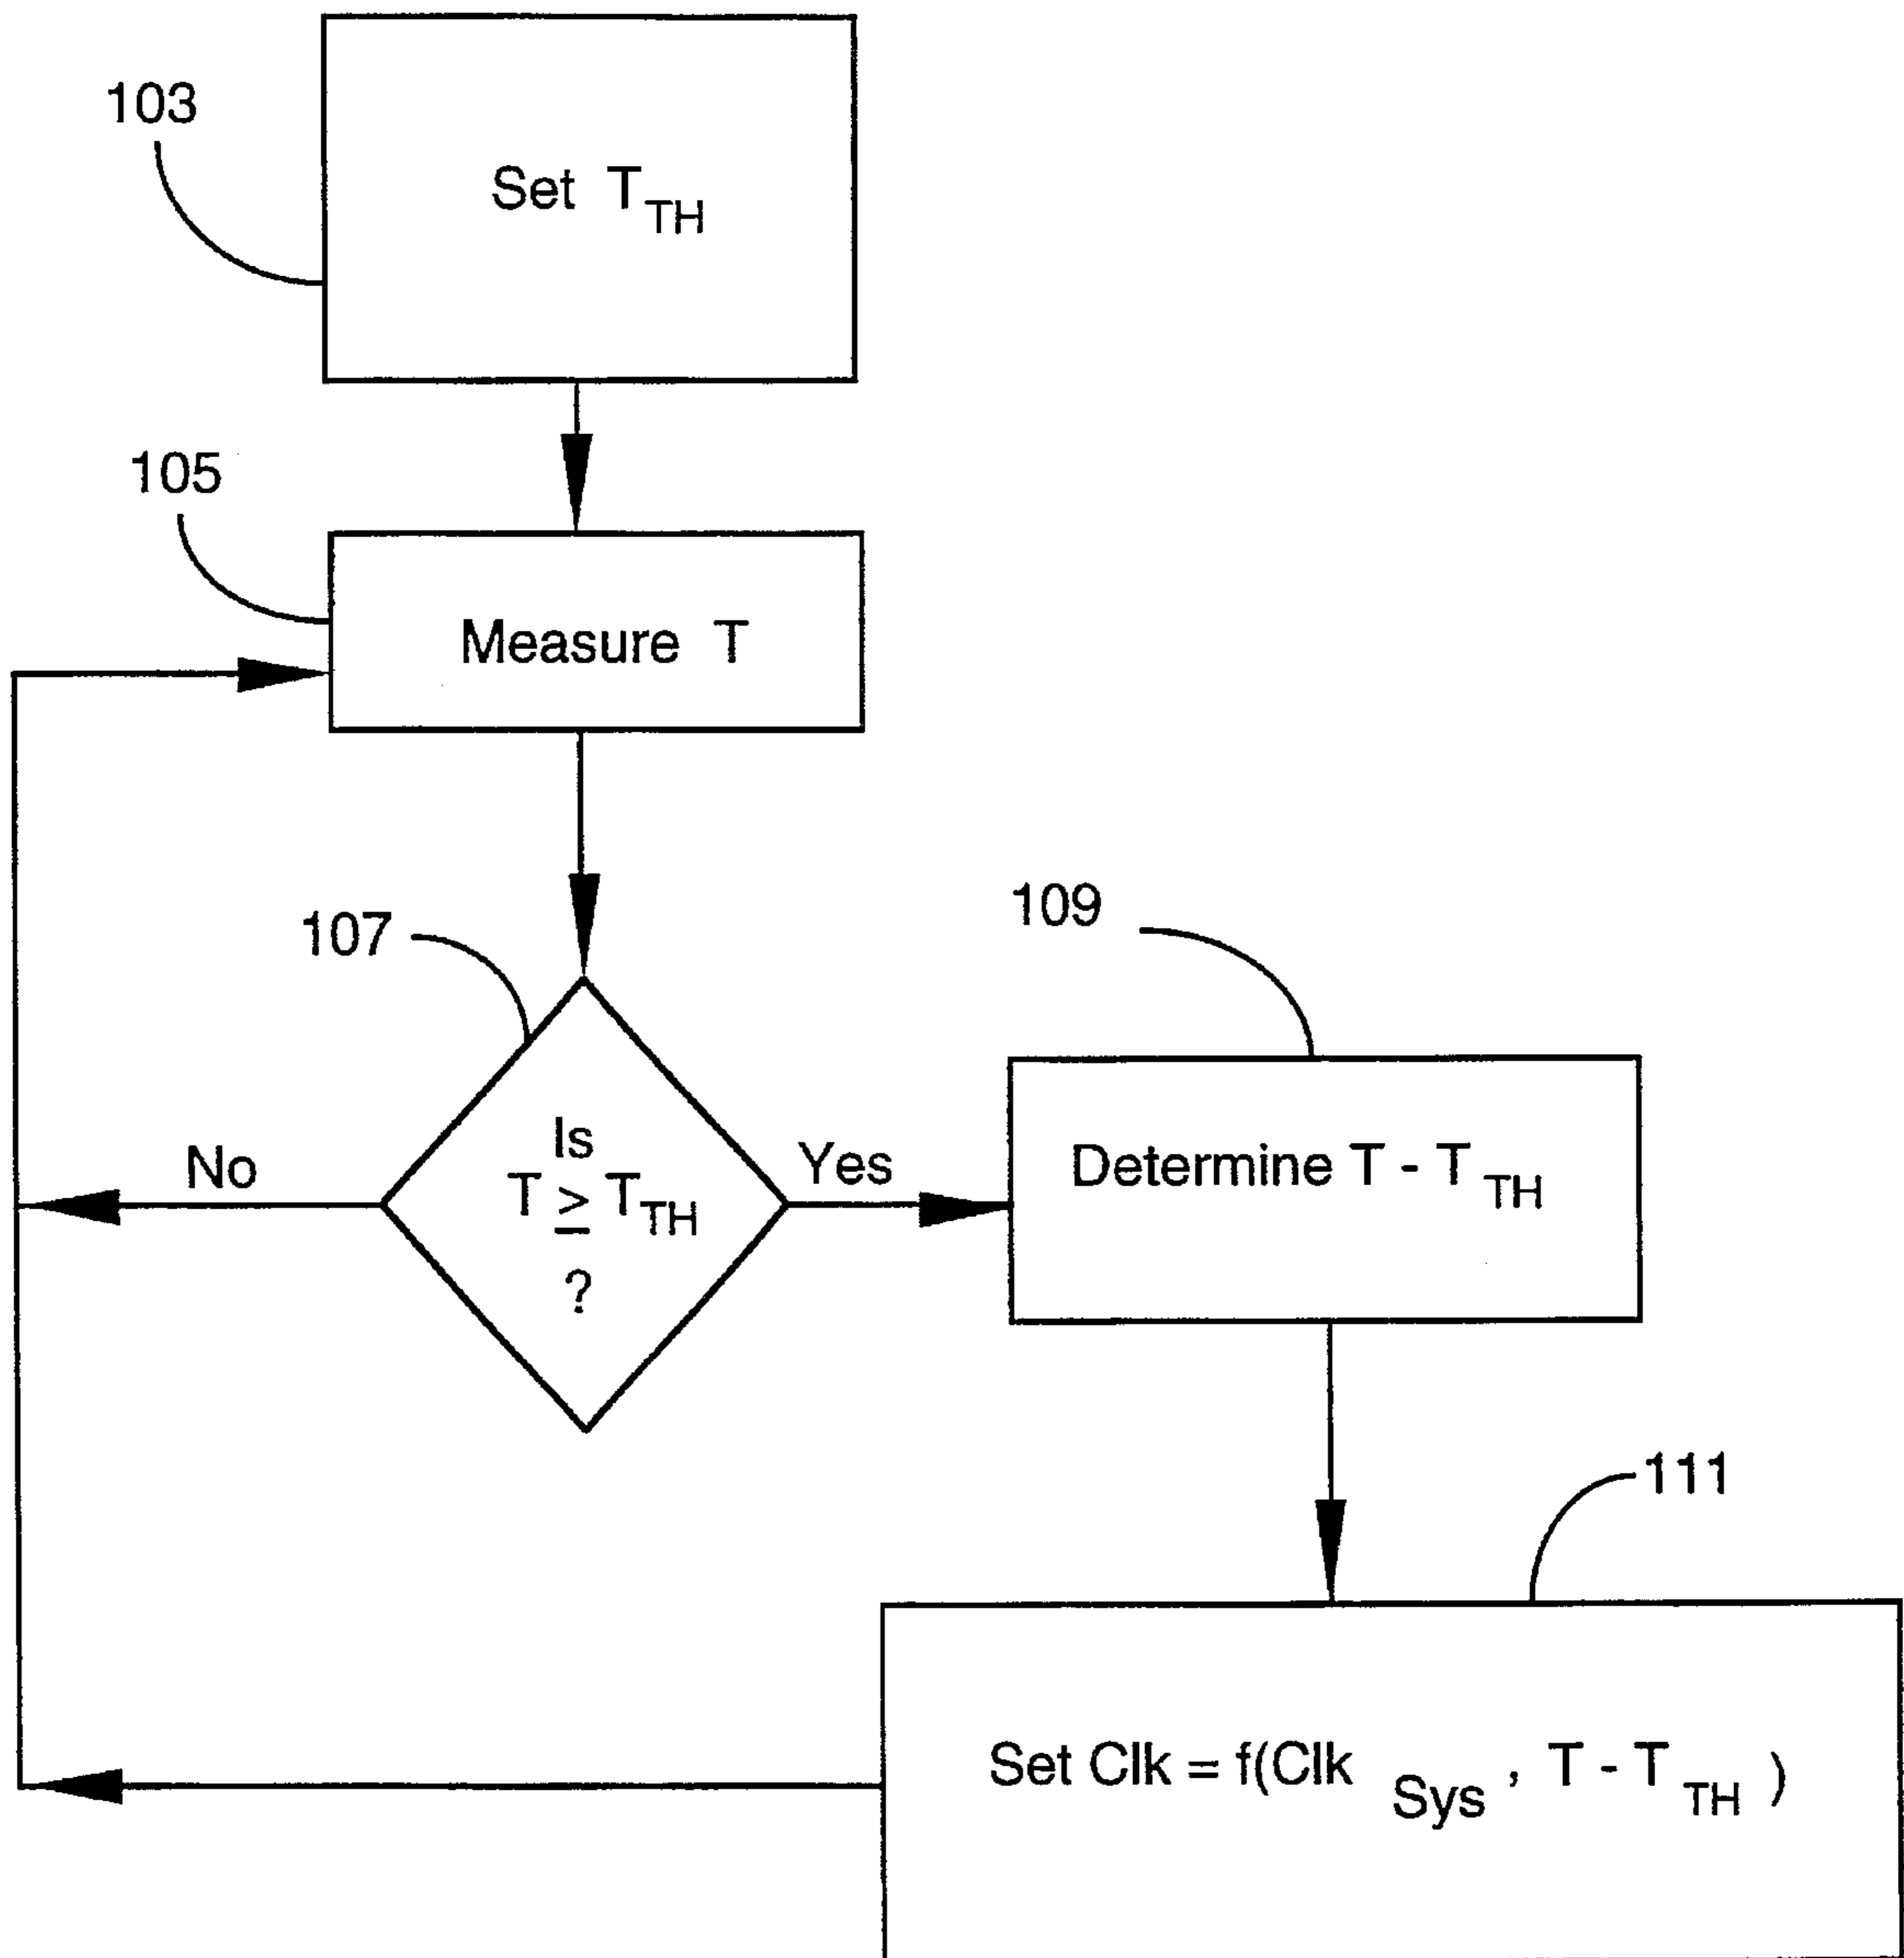 103
Set T_TH
105
Measure T
107
109
Is
T ≥ T_TH
?
No
Yes
Determine T - T_TH
111
Set Clk = f(Clk_Sys, T - T_TH)